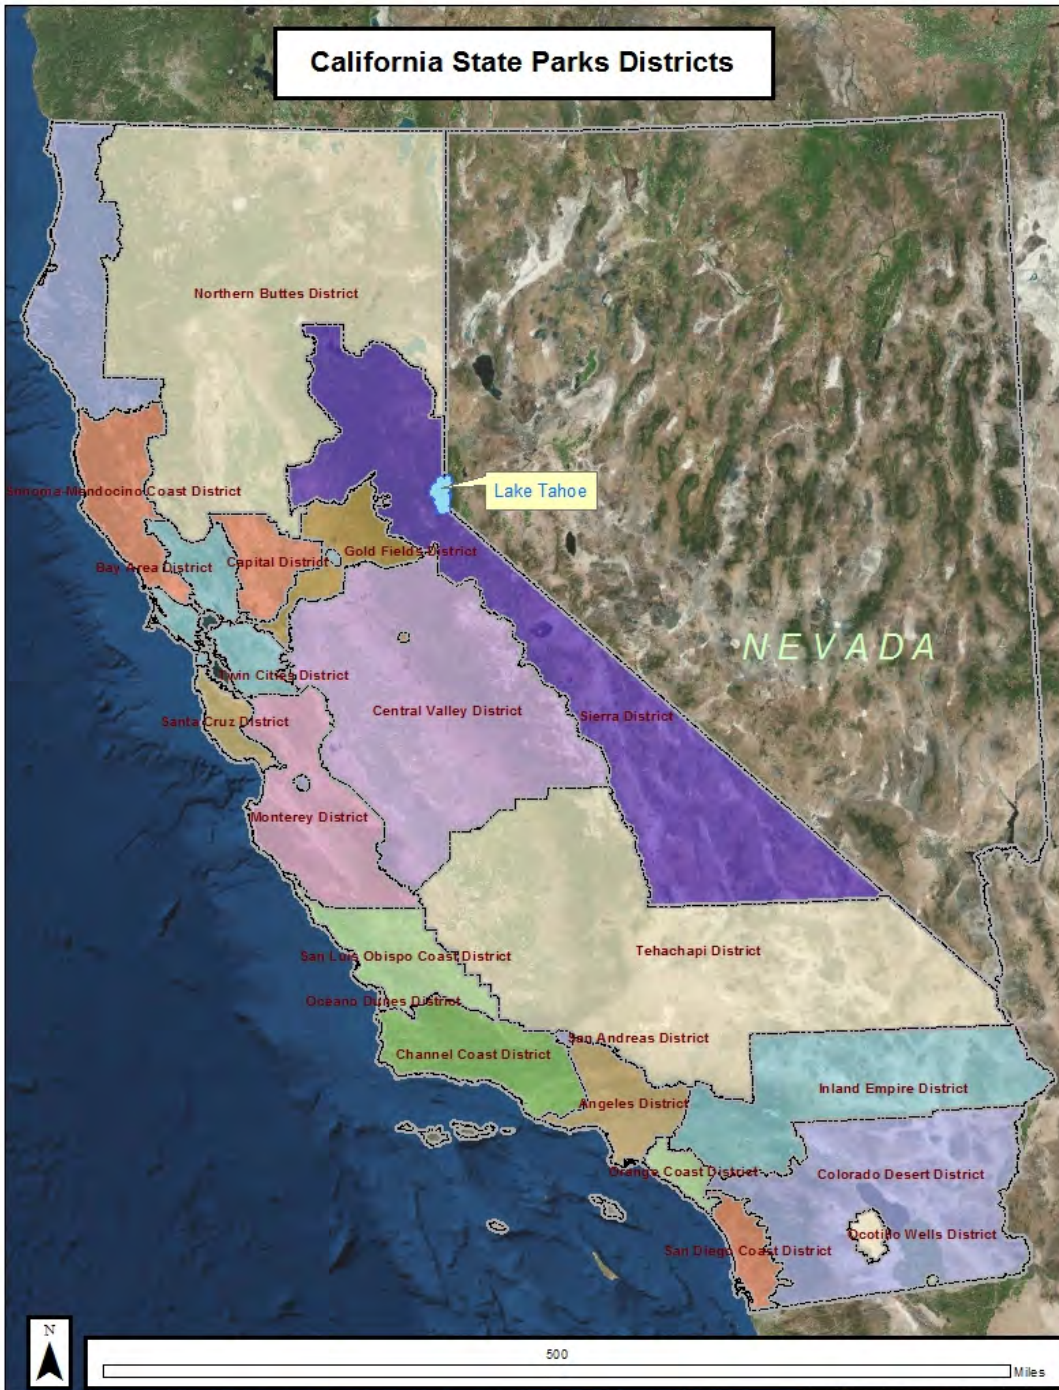 California State Parks Districts
Northern Buttes District
Lake Tahoe
Sonoma-Mendocino Coast District
Gold Fields District
Capital District
Bay Area District
NEVADA
Twin Cities District
Central Valley District
Sierra District
Santa Cruz District
Monterey District
Tehachapi District
San Luis Obispo Coast District
Oceano Dunes District
San Andreas District
Channel Coast District
Inland Empire District
Angeles District
Orange Coast District
Colorado Desert District
Ocotillo Wells District
San Diego Coast District
N
500
Miles